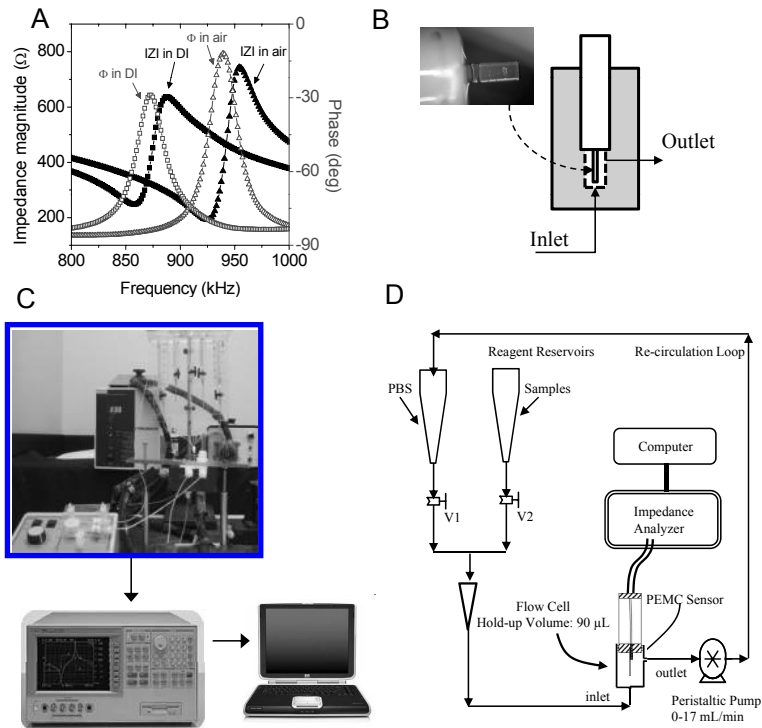 A
Φ in air
IZI in DI
IZI in air
Φ in DI
Impedance magnitude (Ω)
800
600
400
200
0
-30
-60
-90
Phase (deg)
800
850
900
950
1000
Frequency (kHz)
B
Outlet
Inlet
C
D
Reagent Reservoirs
Re-circulation Loop
PBS
Samples
Computer
V1
V2
Impedance
Analyzer
PEMC Sensor
Flow Cell
Hold-up Volume: 90 µL
outlet
inlet
Peristaltic Pump
0-17 mL/min